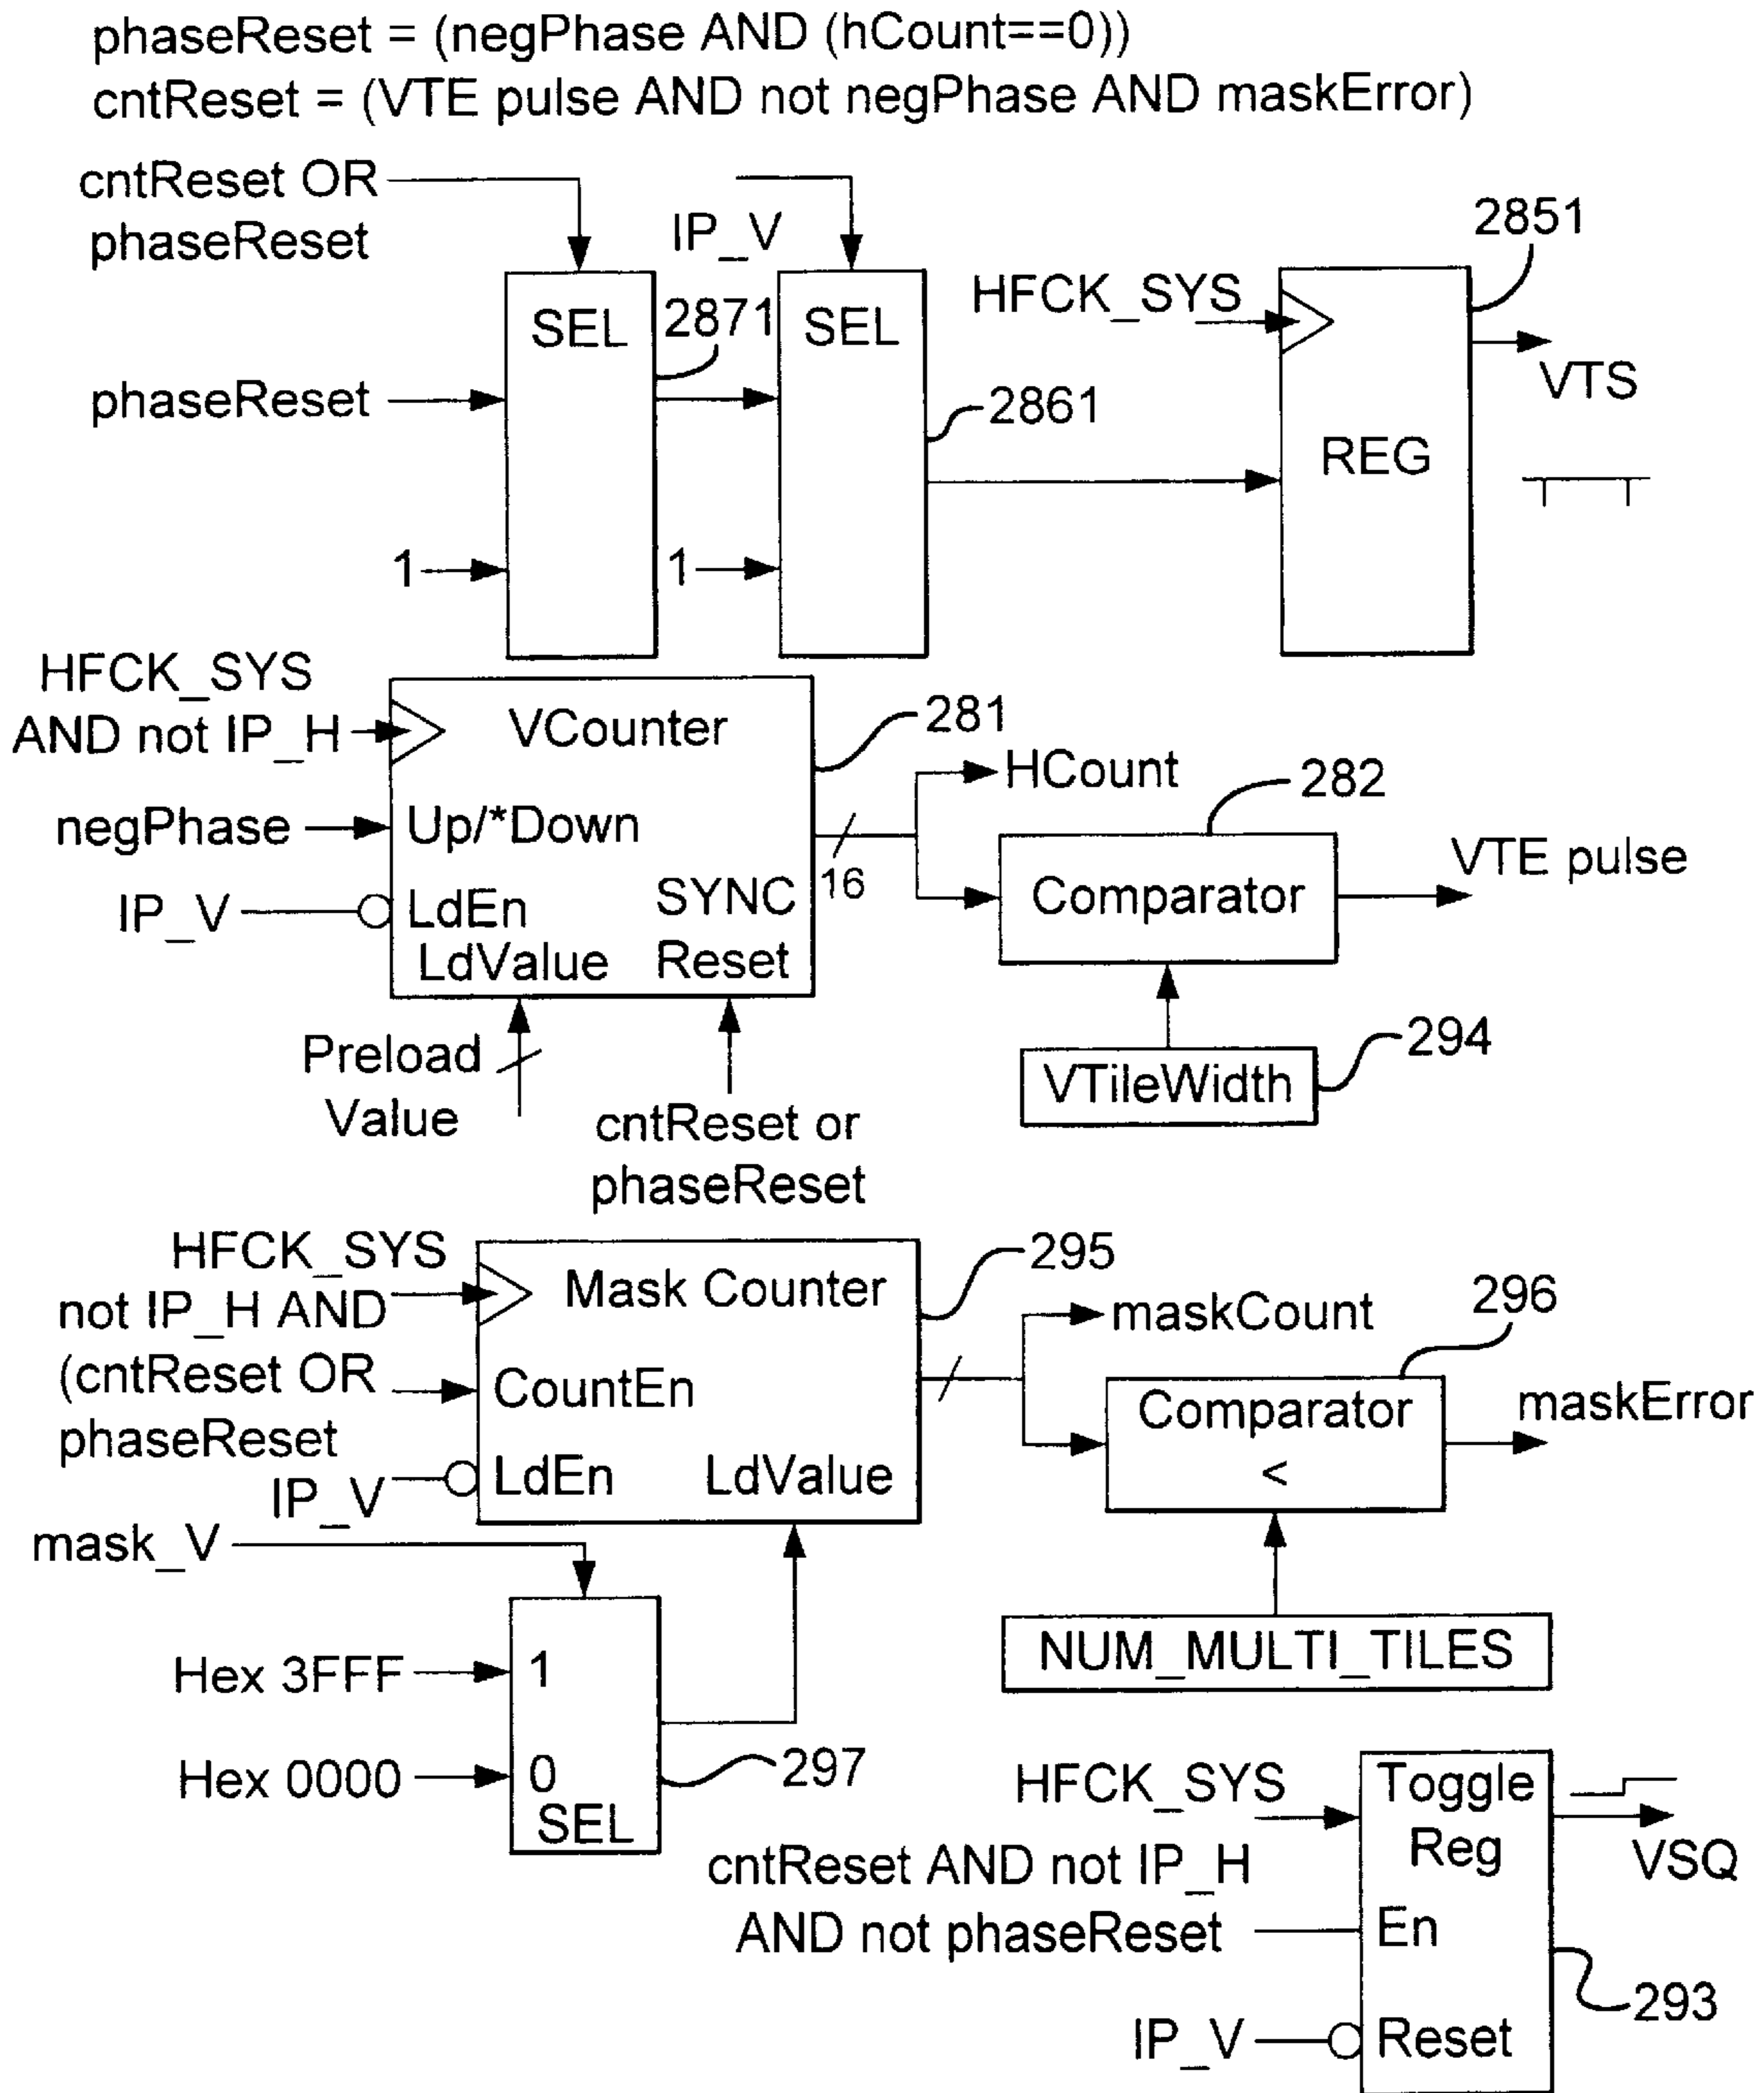 phaseReset = (negPhase AND (hCount==0))
cntReset = (VTE pulse AND not negPhase AND maskError)
cntReset OR
phaseReset
IP_V
2851
SEL
2871
SEL
HFCK_SYS
VTS
phaseReset
2861
REG
1
1
HFCK_SYS
AND not IP_H
VCounter
281
HCount
282
negPhase
Up/*Down
16
VTE pulse
IP_V
LdEn
SYNC
Comparator
LdValue
Reset
Preload
Value
294
VTileWidth
cntReset or
phaseReset
HFCK_SYS
not IP_H AND
(cntReset OR
phaseReset
Mask Counter
295
maskCount
296
CountEn
Comparator
<
maskError
IP_V
LdEn
LdValue
mask_V
NUM_MULTI_TILES
Hex 3FFF
1
Hex 0000
0
SEL
297
HFCK_SYS
Toggle
Reg
VSQ
cntReset AND not IP_H
AND not phaseReset
En
293
IP_V
Reset